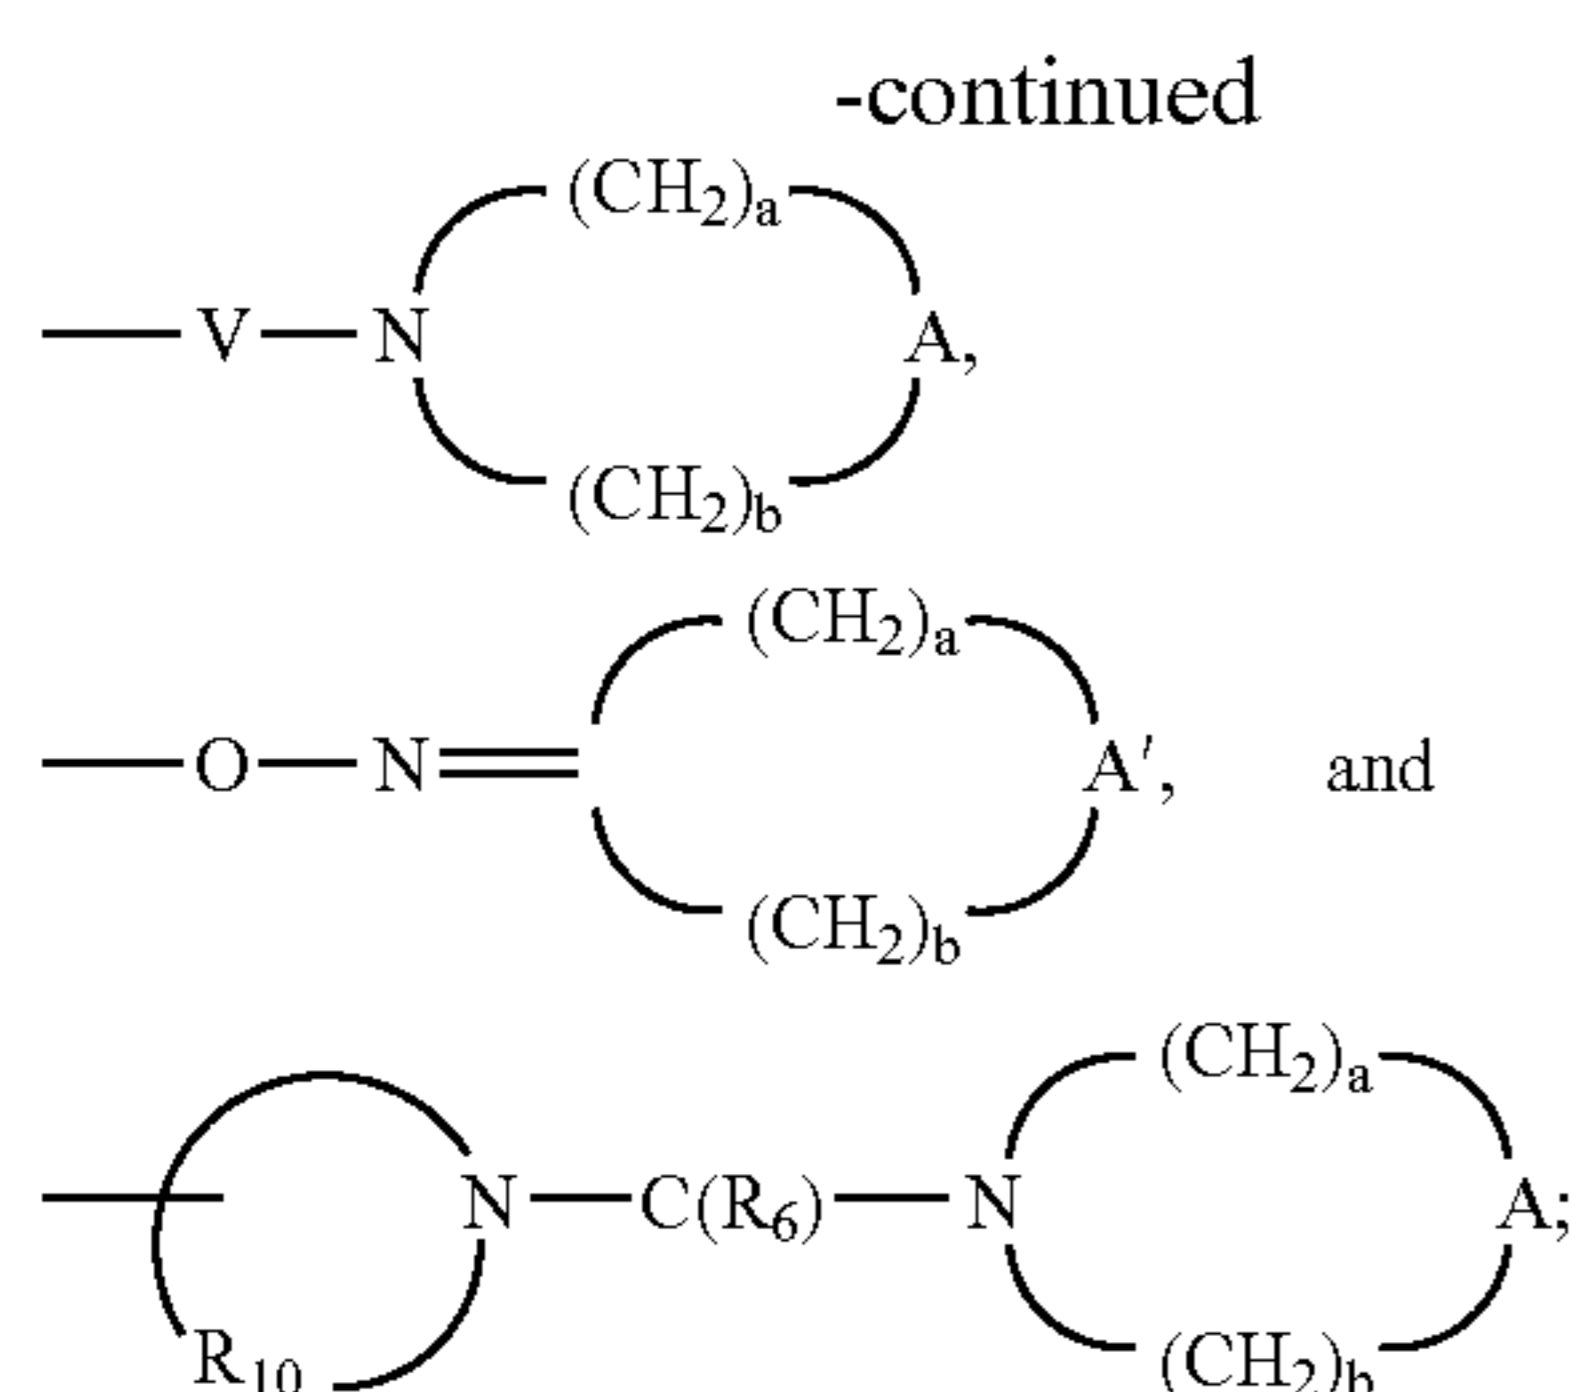 -continued
(CH2)a
—V—N A,
(CH2)b
(CH2)a
—O—N= A′, and
(CH2)b
(CH2)a
N—C(R6)—N A;
R10 (CH2)b